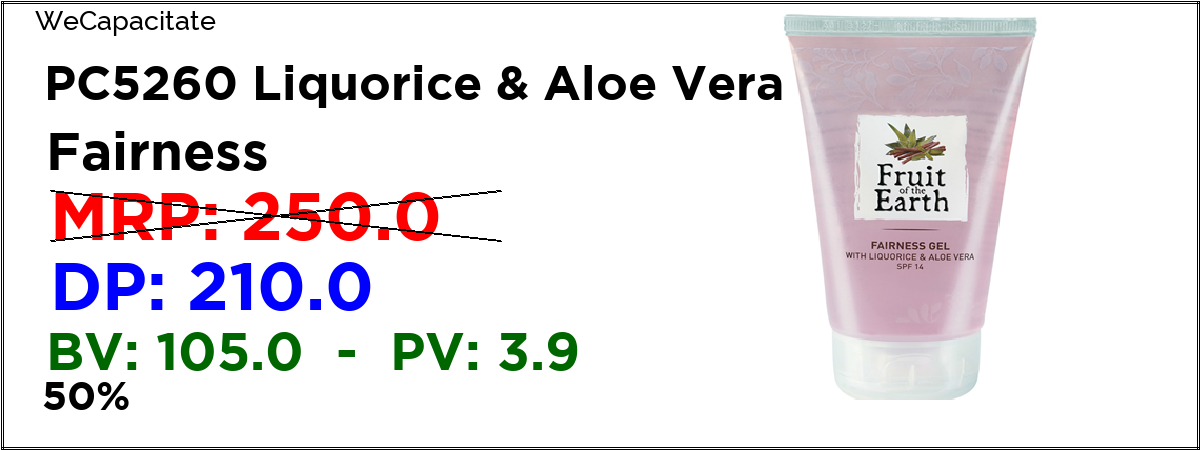 WeCapacitate
PC5260 Liquorice & Aloe Vera
Fairness
MRP: 250.0
DP: 210.0
BV: 105.0 - PV: 3.9
50%
Fruit
of the
Earth
FAIRNESS GEL
WITH LIQUORICE & ALOE VERA
SPF 14